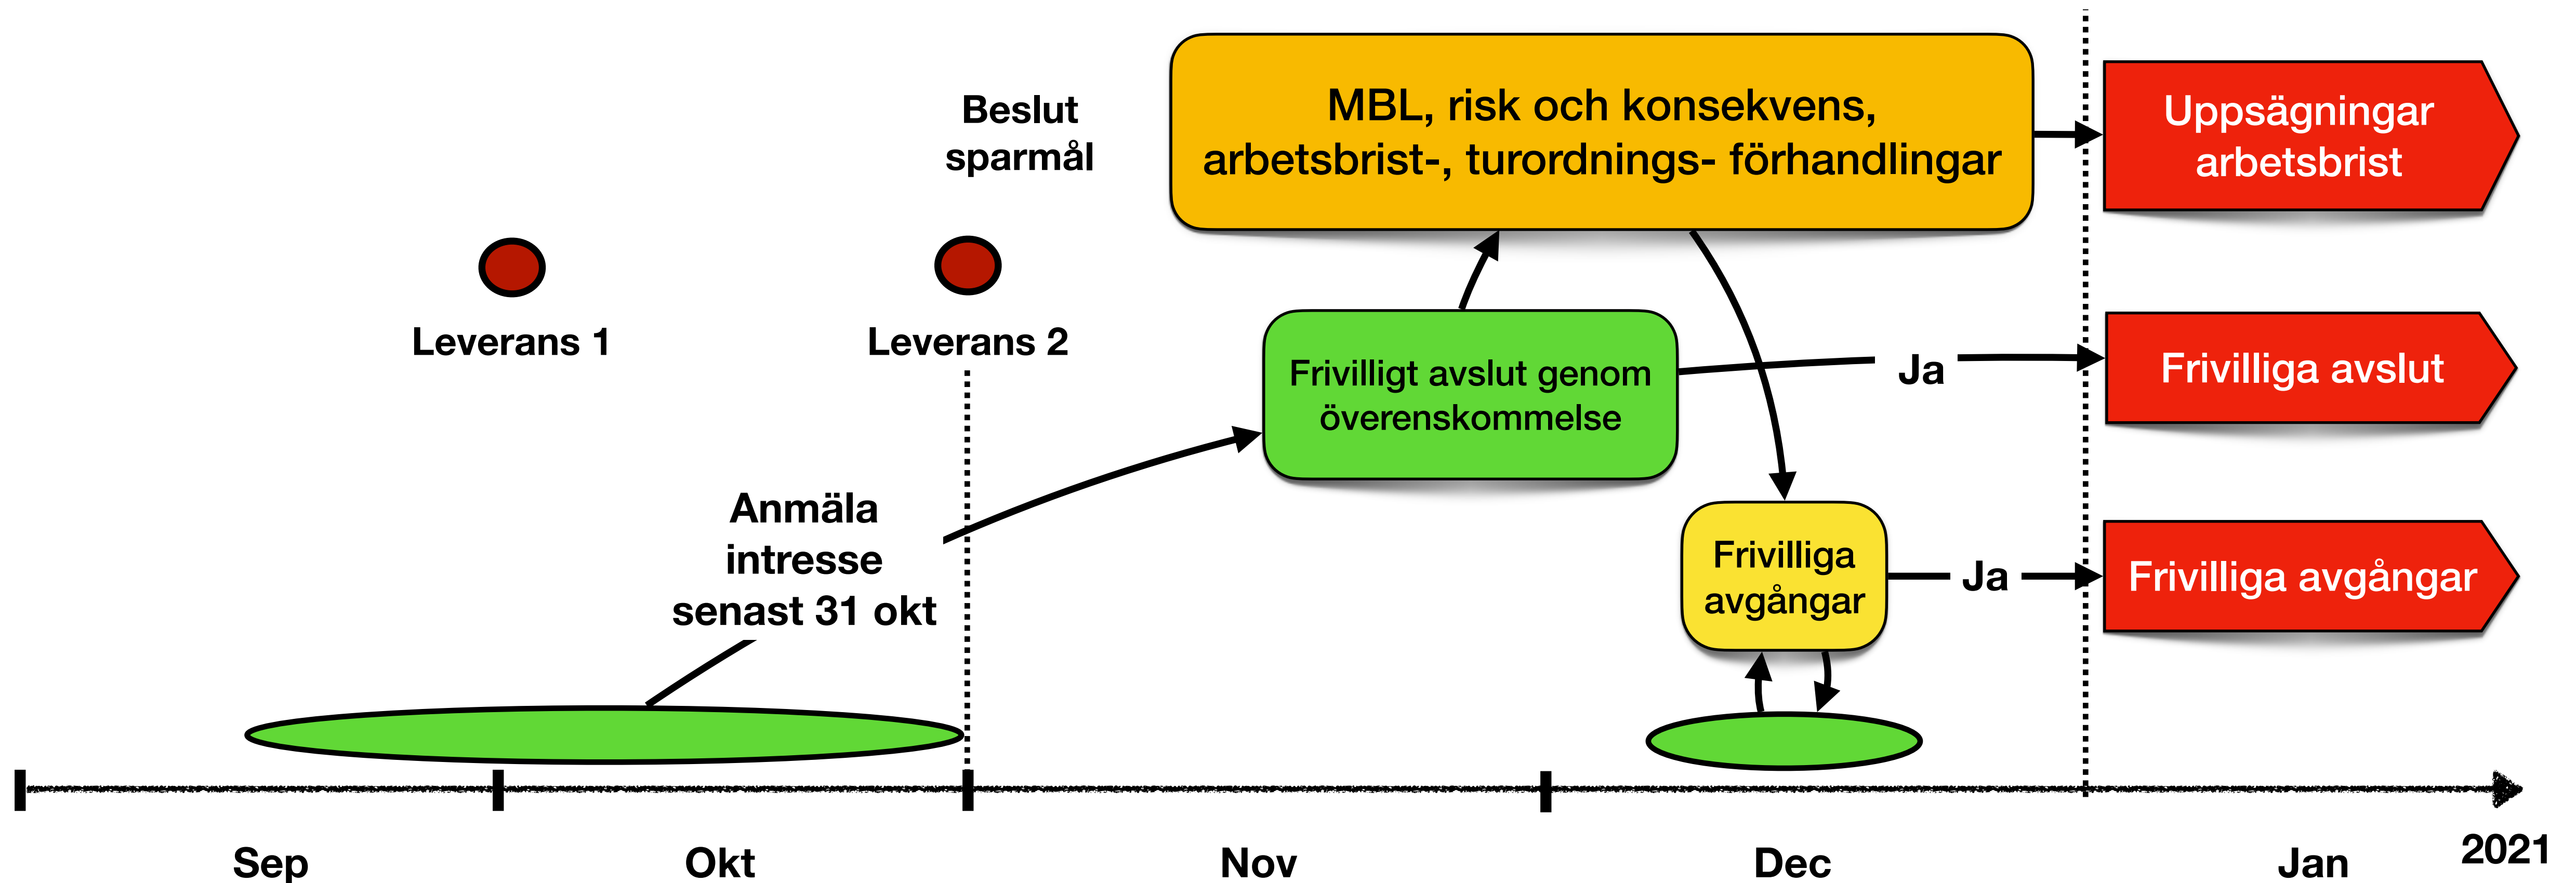 Beslut
sparmål
MBL, risk och konsekvens,
arbetsbrist-, turordnings- förhandlingar
Uppsägningar
arbetsbrist
Leverans 1
Leverans 2
Frivilligt avslut genom
överenskommelse
Ja
Frivilliga avslut
Anmäla
intresse
senast 31 okt
Frivilliga
avgångar
Ja
Frivilliga avgångar
Sep
Okt
Nov
Dec
Jan
2021